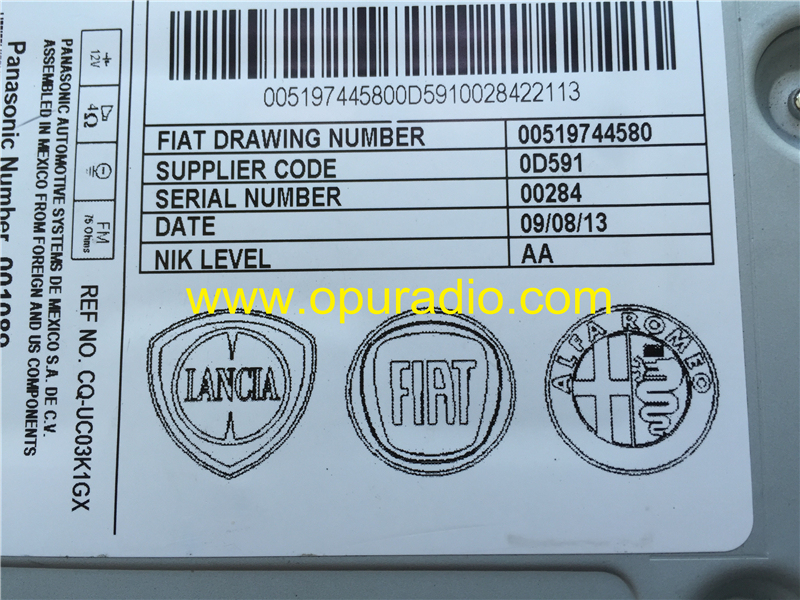 005197445800D5910028422113
FIAT DRAWING NUMBER 00519744580
SUPPLIER CODE 0D591
SERIAL NUMBER 00284
DATE 09/08/13
NIK LEVEL AA
www.opuradio.com
LANCIA
FIAT
ALFA ROMEO
12V
4Ω
FM
75 Ohms
REF NO. CQ-UC03K1GX
PANASONIC AUTOMOTIVE SYSTEMS DE MEXICO S.A. DE C.V.
ASSEMBLED IN MEXICO FROM FOREIGN AND US COMPONENTS
Panasonic Number